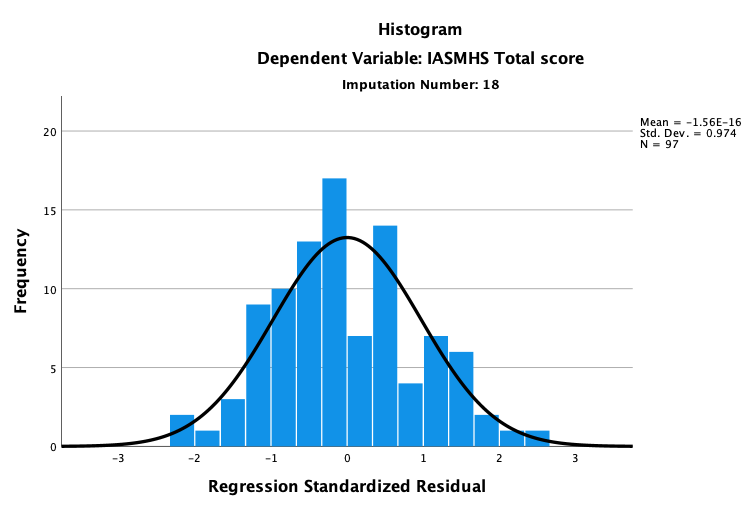 Histogram
Dependent Variable: IASMHS Total score
Imputation Number: 18
Mean = -1.56E-16
Std. Dev. = 0.974
N = 97
Frequency
20
15
10
5
0
-3 -2 -1 0 1 2 3
Regression Standardized Residual